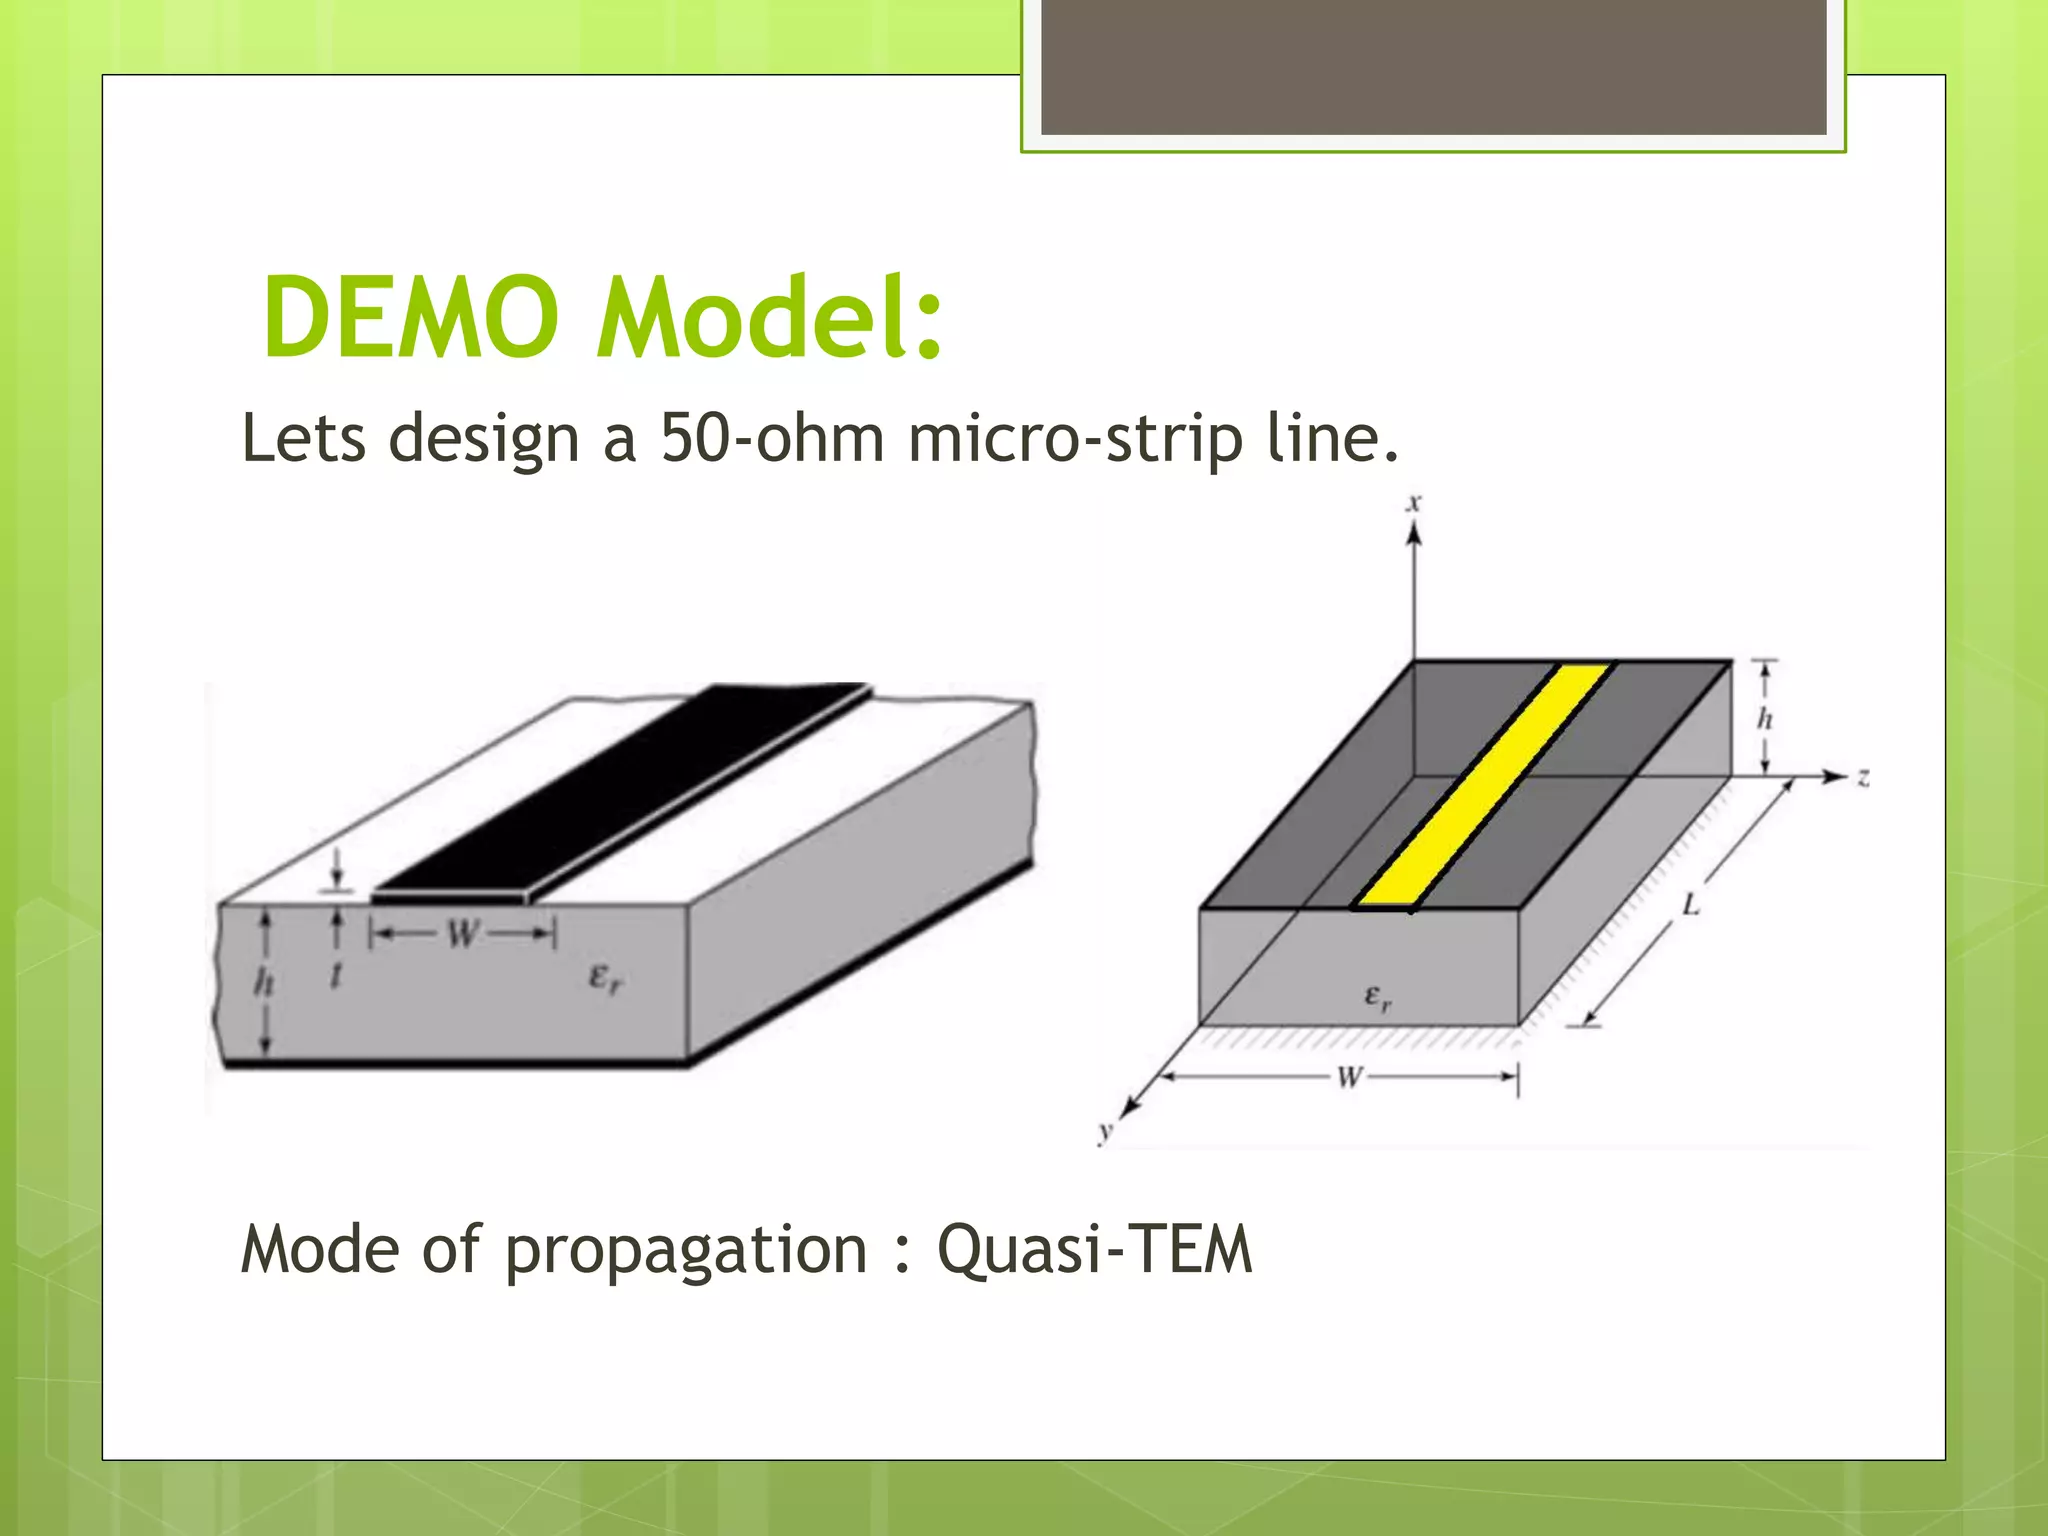 DEMO Model:
Lets design a 50-ohm micro-strip line.
x
h
z
W
h
t
εr
L
εr
W
y
Mode of propagation : Quasi-TEM